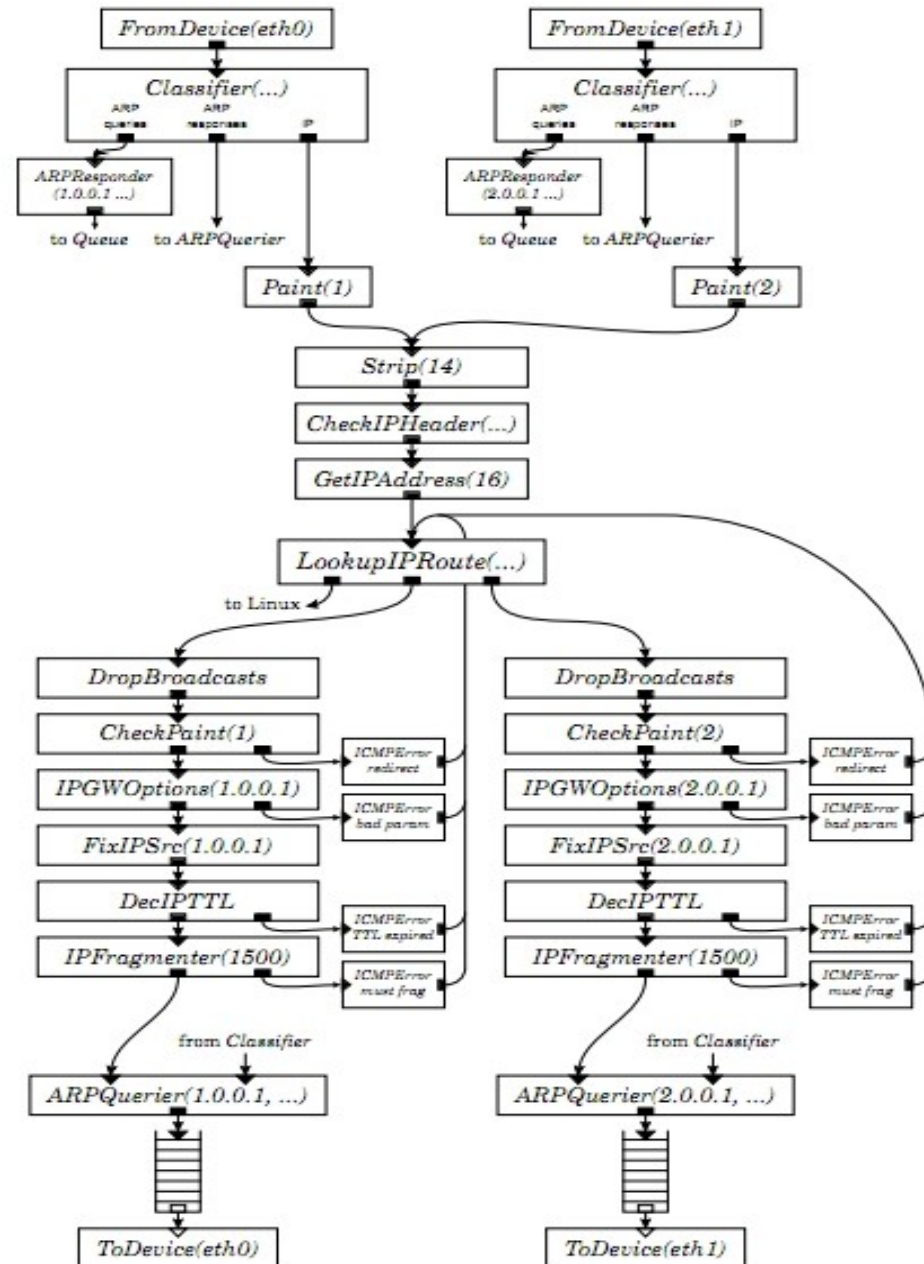 FromDevice(eth0)
FromDevice(eth1)
Classifier(...)
Classifier(...)
ARP queries
ARP responses
IP
ARP queries
ARP responses
IP
ARPResponder
(1.0.0.1 ...)
ARPResponder
(2.0.0.1 ...)
to Queue
to ARPQuerier
to Queue
to ARPQuerier
Paint(1)
Paint(2)
Strip(14)
CheckIPHeader(...)
GetIPAddress(16)
LookupIPRoute(...)
to Linux
DropBroadcasts
DropBroadcasts
CheckPaint(1)
ICMPError
redirect
CheckPaint(2)
ICMPError
redirect
IPGWOptions(1.0.0.1)
ICMPError
bad param
IPGWOptions(2.0.0.1)
ICMPError
bad param
FixIPSrc(1.0.0.1)
FixIPSrc(2.0.0.1)
DecIPTTL
ICMPError
TTL expired
DecIPTTL
ICMPError
TTL expired
IPFragmenter(1500)
ICMPError
must frag
IPFragmenter(1500)
ICMPError
must frag
from Classifier
from Classifier
ARPQuerier(1.0.0.1, ...)
ARPQuerier(2.0.0.1, ...)
ToDevice(eth0)
ToDevice(eth1)